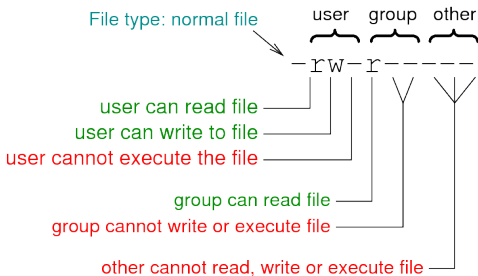 user group other
File type: normal file
-rw-r-----
user can read file
user can write to file
user cannot execute the file
group can read file
group cannot write or execute file
other cannot read, write or execute file